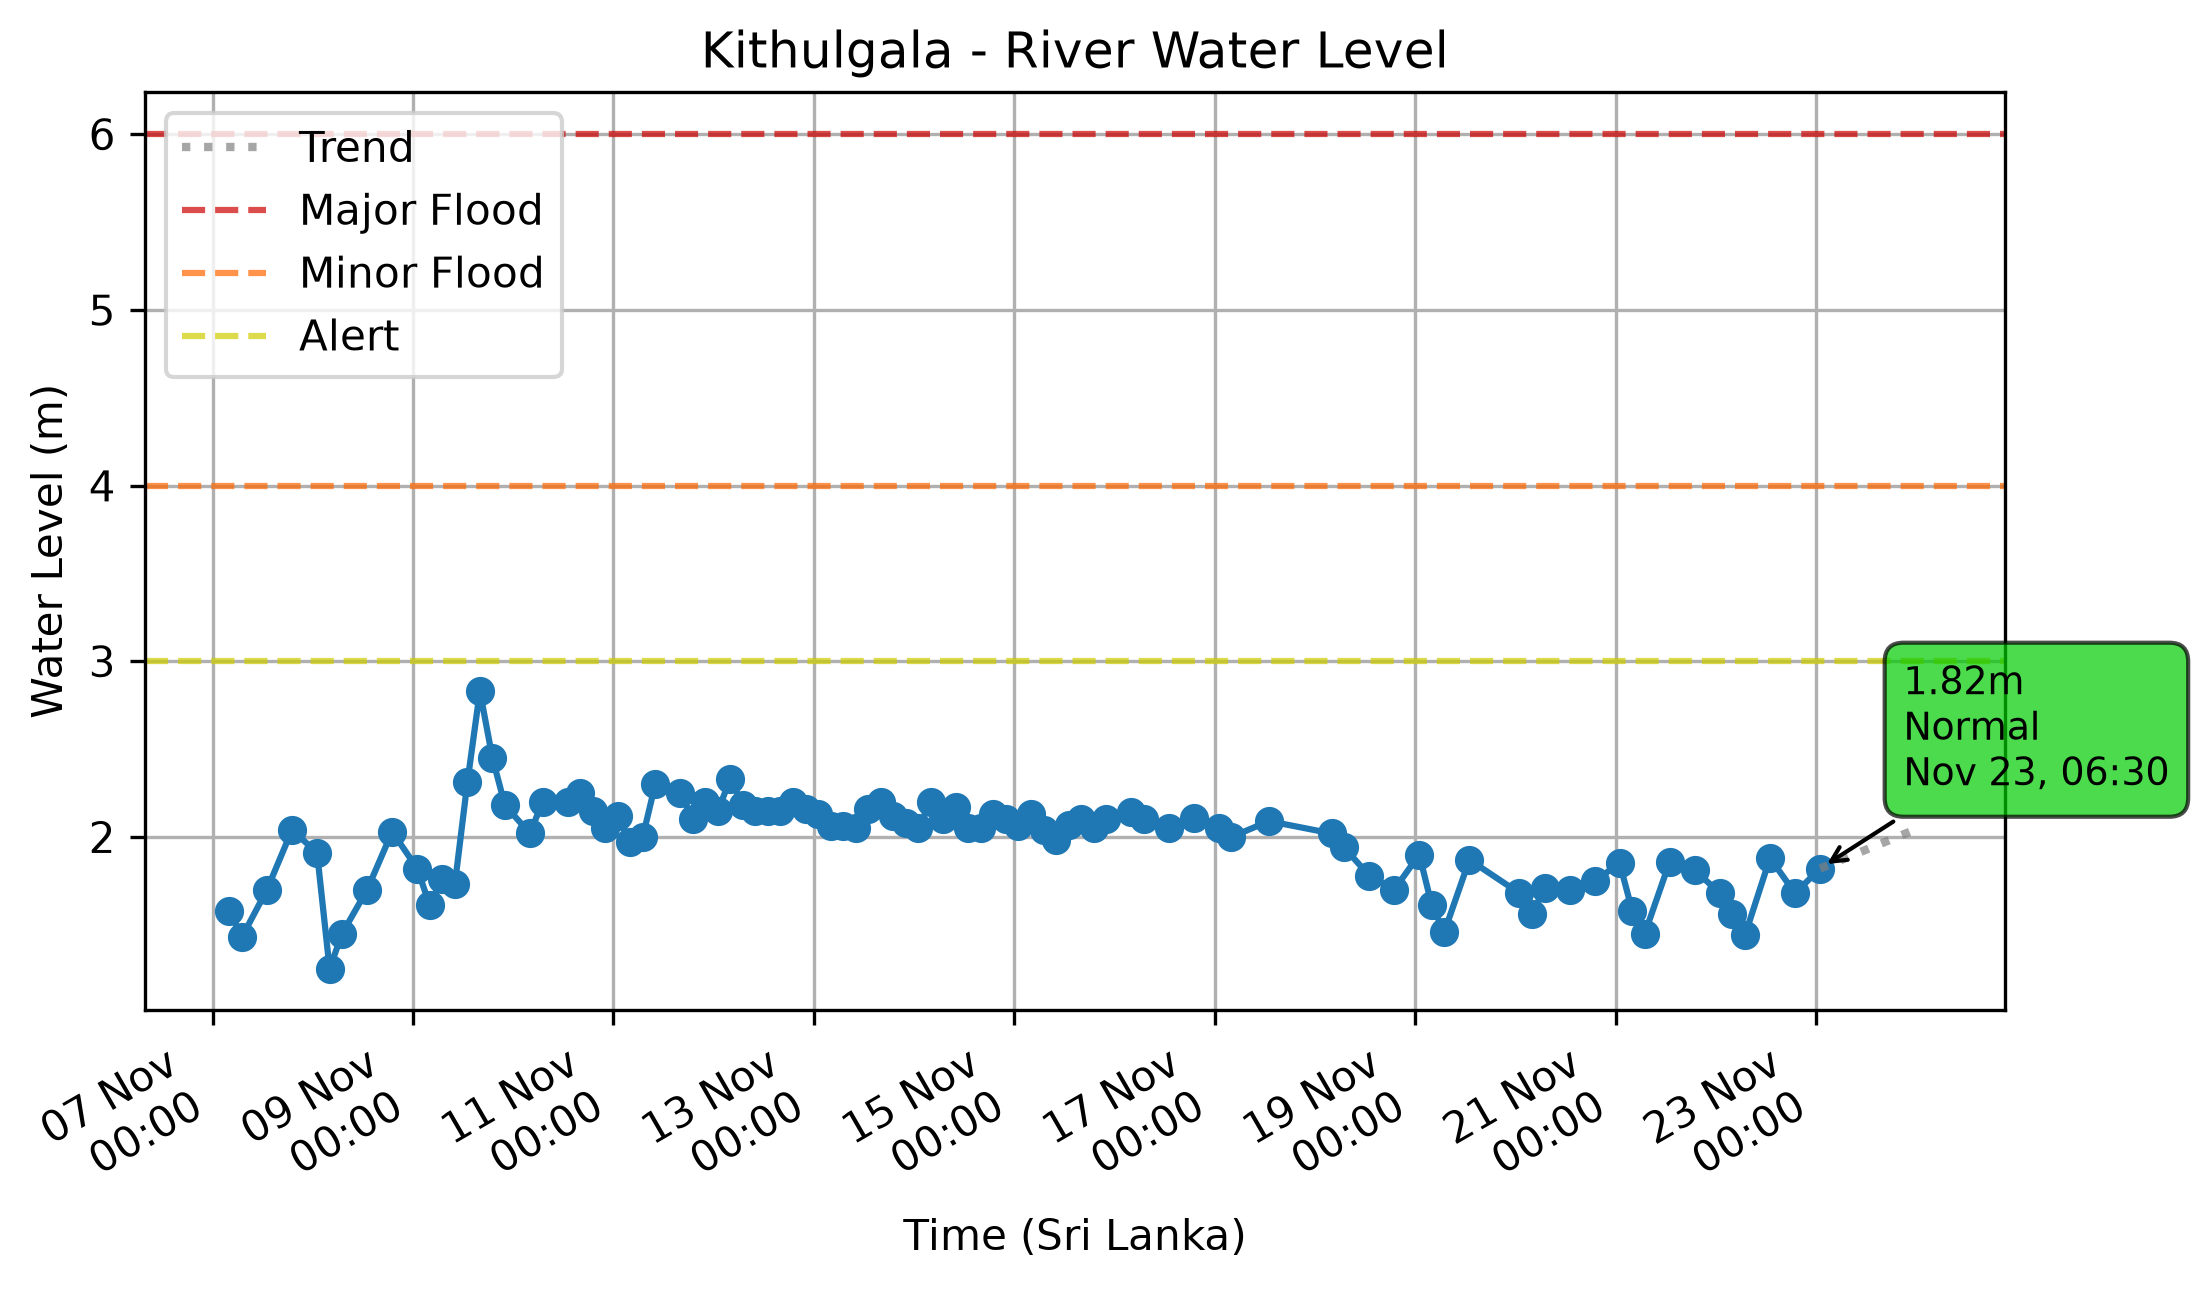 Kithulgala - River Water Level
6
5
4
3
2
Water Level (m)
Trend
Major Flood
Minor Flood
Alert
1.82m
Normal
Nov 23, 06:30
07 Nov
00:00
09 Nov
00:00
11 Nov
00:00
13 Nov
00:00
15 Nov
00:00
17 Nov
00:00
19 Nov
00:00
21 Nov
00:00
23 Nov
00:00
Time (Sri Lanka)